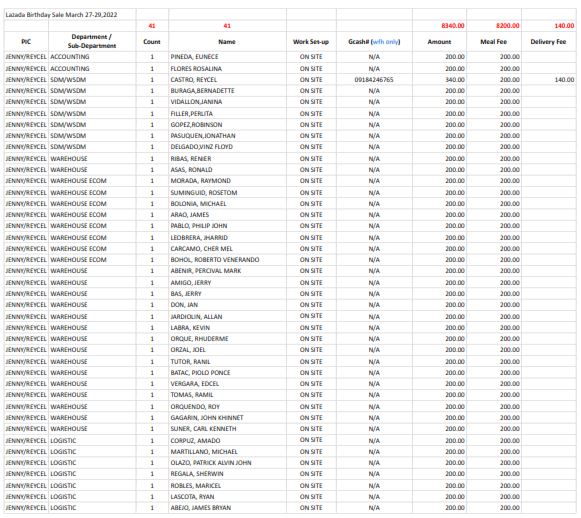 Lazada Birthday Sale March 27-29,2022
41 41 8340.00 8200.00 140.00
PIC Department / Sub-Department Count Name Work Set-up Gcash# (wfh only) Amount Meal Fee Delivery Fee
JENNY/REYCEL ACCOUNTING 1 PINEDA, EUNECE ON SITE N/A 200.00 200.00
JENNY/REYCEL ACCOUNTING 1 FLORES ROSALINA ON SITE N/A 200.00 200.00
JENNY/REYCEL SDM/WSDM 1 CASTRO, REYCEL ON SITE 09184246765 340.00 200.00 140.00
JENNY/REYCEL SDM/WSDM 1 BURAGA,BERNADETTE ON SITE N/A 200.00 200.00
JENNY/REYCEL SDM/WSDM 1 VIDALLON,JANINA ON SITE N/A 200.00 200.00
JENNY/REYCEL SDM/WSDM 1 FILLER,PERLITA ON SITE N/A 200.00 200.00
JENNY/REYCEL SDM/WSDM 1 GOPEZ,ROBINSON ON SITE N/A 200.00 200.00
JENNY/REYCEL SDM/WSDM 1 PASUQUEN,JONATHAN ON SITE N/A 200.00 200.00
JENNY/REYCEL SDM/WSDM 1 DELGADO,VINZ FLOYD ON SITE N/A 200.00 200.00
JENNY/REYCEL WAREHOUSE 1 RIBAS, RENIER ON SITE N/A 200.00 200.00
JENNY/REYCEL WAREHOUSE 1 ASAS, RONALD ON SITE N/A 200.00 200.00
JENNY/REYCEL WAREHOUSE ECOM 1 MORADA, RAYMOND ON SITE N/A 200.00 200.00
JENNY/REYCEL WAREHOUSE ECOM 1 SUMINGUID, ROSETOM ON SITE N/A 200.00 200.00
JENNY/REYCEL WAREHOUSE ECOM 1 BOLONIA, MICHAEL ON SITE N/A 200.00 200.00
JENNY/REYCEL WAREHOUSE ECOM 1 ARAO, JAMES ON SITE N/A 200.00 200.00
JENNY/REYCEL WAREHOUSE ECOM 1 PABLO, PHILIP JOHN ON SITE N/A 200.00 200.00
JENNY/REYCEL WAREHOUSE ECOM 1 LEOBRERA, JHARRID ON SITE N/A 200.00 200.00
JENNY/REYCEL WAREHOUSE ECOM 1 CARCAMO, CHER MEL ON SITE N/A 200.00 200.00
JENNY/REYCEL WAREHOUSE ECOM 1 BOHOL, ROBERTO VENERANDO ON SITE N/A 200.00 200.00
JENNY/REYCEL WAREHOUSE 1 ABENIR, PERCIVAL MARK ON SITE N/A 200.00 200.00
JENNY/REYCEL WAREHOUSE 1 AMIGO, JERRY ON SITE N/A 200.00 200.00
JENNY/REYCEL WAREHOUSE 1 BAS, JERRY ON SITE N/A 200.00 200.00
JENNY/REYCEL WAREHOUSE 1 DON, JAN ON SITE N/A 200.00 200.00
JENNY/REYCEL WAREHOUSE 1 JARDIOLIN, ALLAN ON SITE N/A 200.00 200.00
JENNY/REYCEL WAREHOUSE 1 LABRA, KEVIN ON SITE N/A 200.00 200.00
JENNY/REYCEL WAREHOUSE 1 ORQUE, RHUDERME ON SITE N/A 200.00 200.00
JENNY/REYCEL WAREHOUSE 1 ORZAL, JOEL ON SITE N/A 200.00 200.00
JENNY/REYCEL WAREHOUSE 1 TUTOR, RANIL ON SITE N/A 200.00 200.00
JENNY/REYCEL WAREHOUSE 1 BATAC, PIOLO PONCE ON SITE N/A 200.00 200.00
JENNY/REYCEL WAREHOUSE 1 VERGARA, EDCEL ON SITE N/A 200.00 200.00
JENNY/REYCEL WAREHOUSE 1 TOMAS, RAMIL ON SITE N/A 200.00 200.00
JENNY/REYCEL WAREHOUSE 1 ORQUENDO, ROY ON SITE N/A 200.00 200.00
JENNY/REYCEL WAREHOUSE 1 GAGARIN, JOHN KHINNET ON SITE N/A 200.00 200.00
JENNY/REYCEL WAREHOUSE 1 SUNER, CARL KENNETH ON SITE N/A 200.00 200.00
JENNY/REYCEL LOGISTIC 1 CORPUZ, AMADO ON SITE N/A 200.00 200.00
JENNY/REYCEL LOGISTIC 1 MARTILLANO, MICHAEL ON SITE N/A 200.00 200.00
JENNY/REYCEL LOGISTIC 1 OLAZO, PATRICK ALVIN JOHN ON SITE N/A 200.00 200.00
JENNY/REYCEL LOGISTIC 1 REGALA, SHERWIN ON SITE N/A 200.00 200.00
JENNY/REYCEL LOGISTIC 1 ROBLES, MARICEL ON SITE N/A 200.00 200.00
JENNY/REYCEL LOGISTIC 1 LASCOTA, RYAN ON SITE N/A 200.00 200.00
JENNY/REYCEL LOGISTIC 1 ABEJO, JAMES BRYAN ON SITE N/A 200.00 200.00